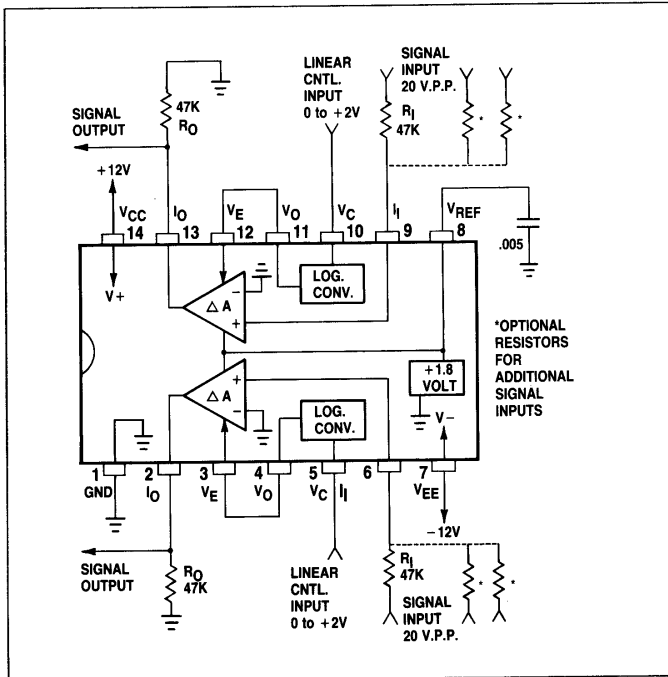 LINEAR
CNTL.
INPUT
0 to +2V
SIGNAL
INPUT
20 V.P.P.
47K
RO
RI
47K
* *
SIGNAL
OUTPUT
+12V
VCC IO VE VO VC II VREF
14 13 12 11 10 9 8
.005
V+
ΔA
− +
LOG.
CONV.
*OPTIONAL
RESISTORS
FOR
ADDITIONAL
SIGNAL
INPUTS
+1.8
VOLT
ΔA
+ −
LOG.
CONV.
V−
1 2 3 4 5 6 7
GND IO VE VO VC II VEE
−12V
SIGNAL
OUTPUT
RO
47K
LINEAR
CNTL.
INPUT
0 to +2V
RI
47K
* *
SIGNAL
INPUT
20 V.P.P.